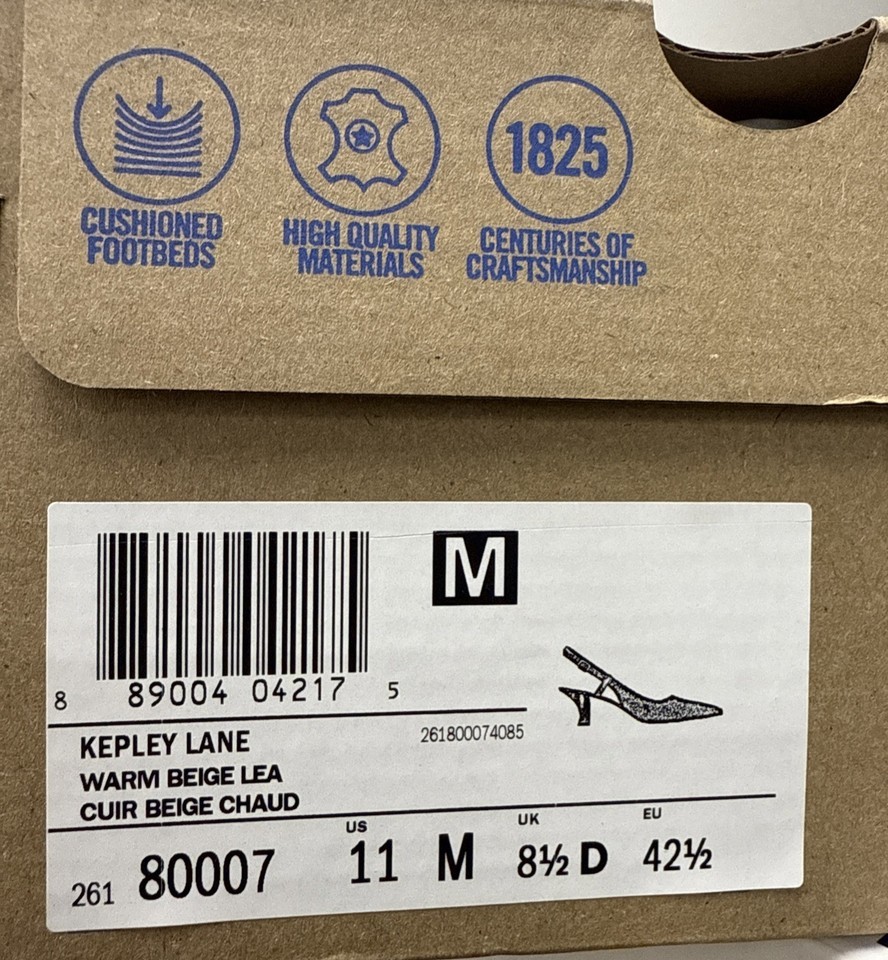 1825
CUSHIONED
FOOTBEDS
HIGH QUALITY
MATERIALS
CENTURIES OF
CRAFTSMANSHIP
M
8 89004 04217 5
KEPLEY LANE
261800074085
WARM BEIGE LEA
CUIR BEIGE CHAUD
US UK EU
261 80007 11 M 8½ D 42½